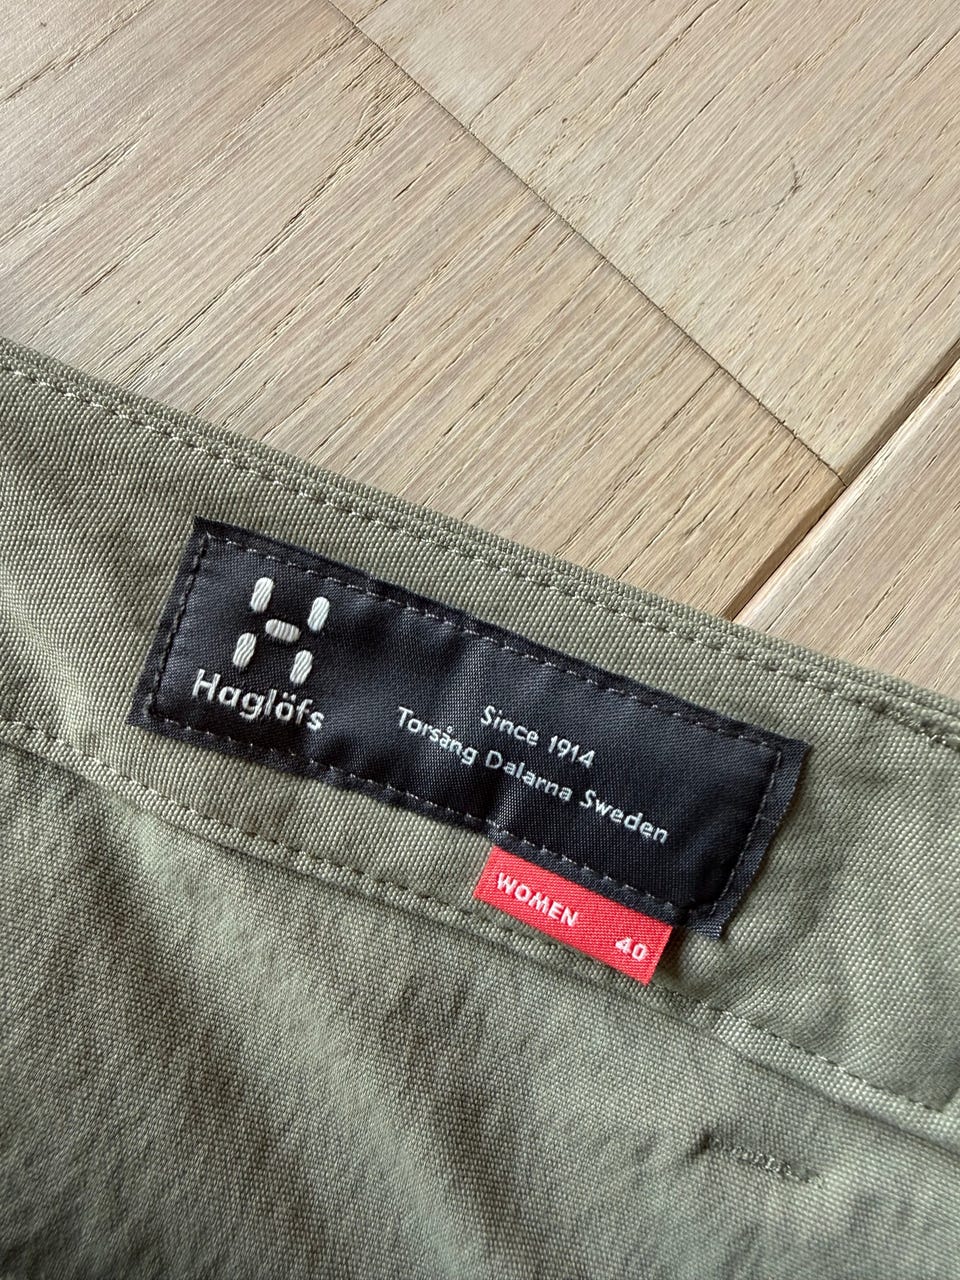 Haglöfs
Since 1914
Torsång Dalarna Sweden
WOMEN 40